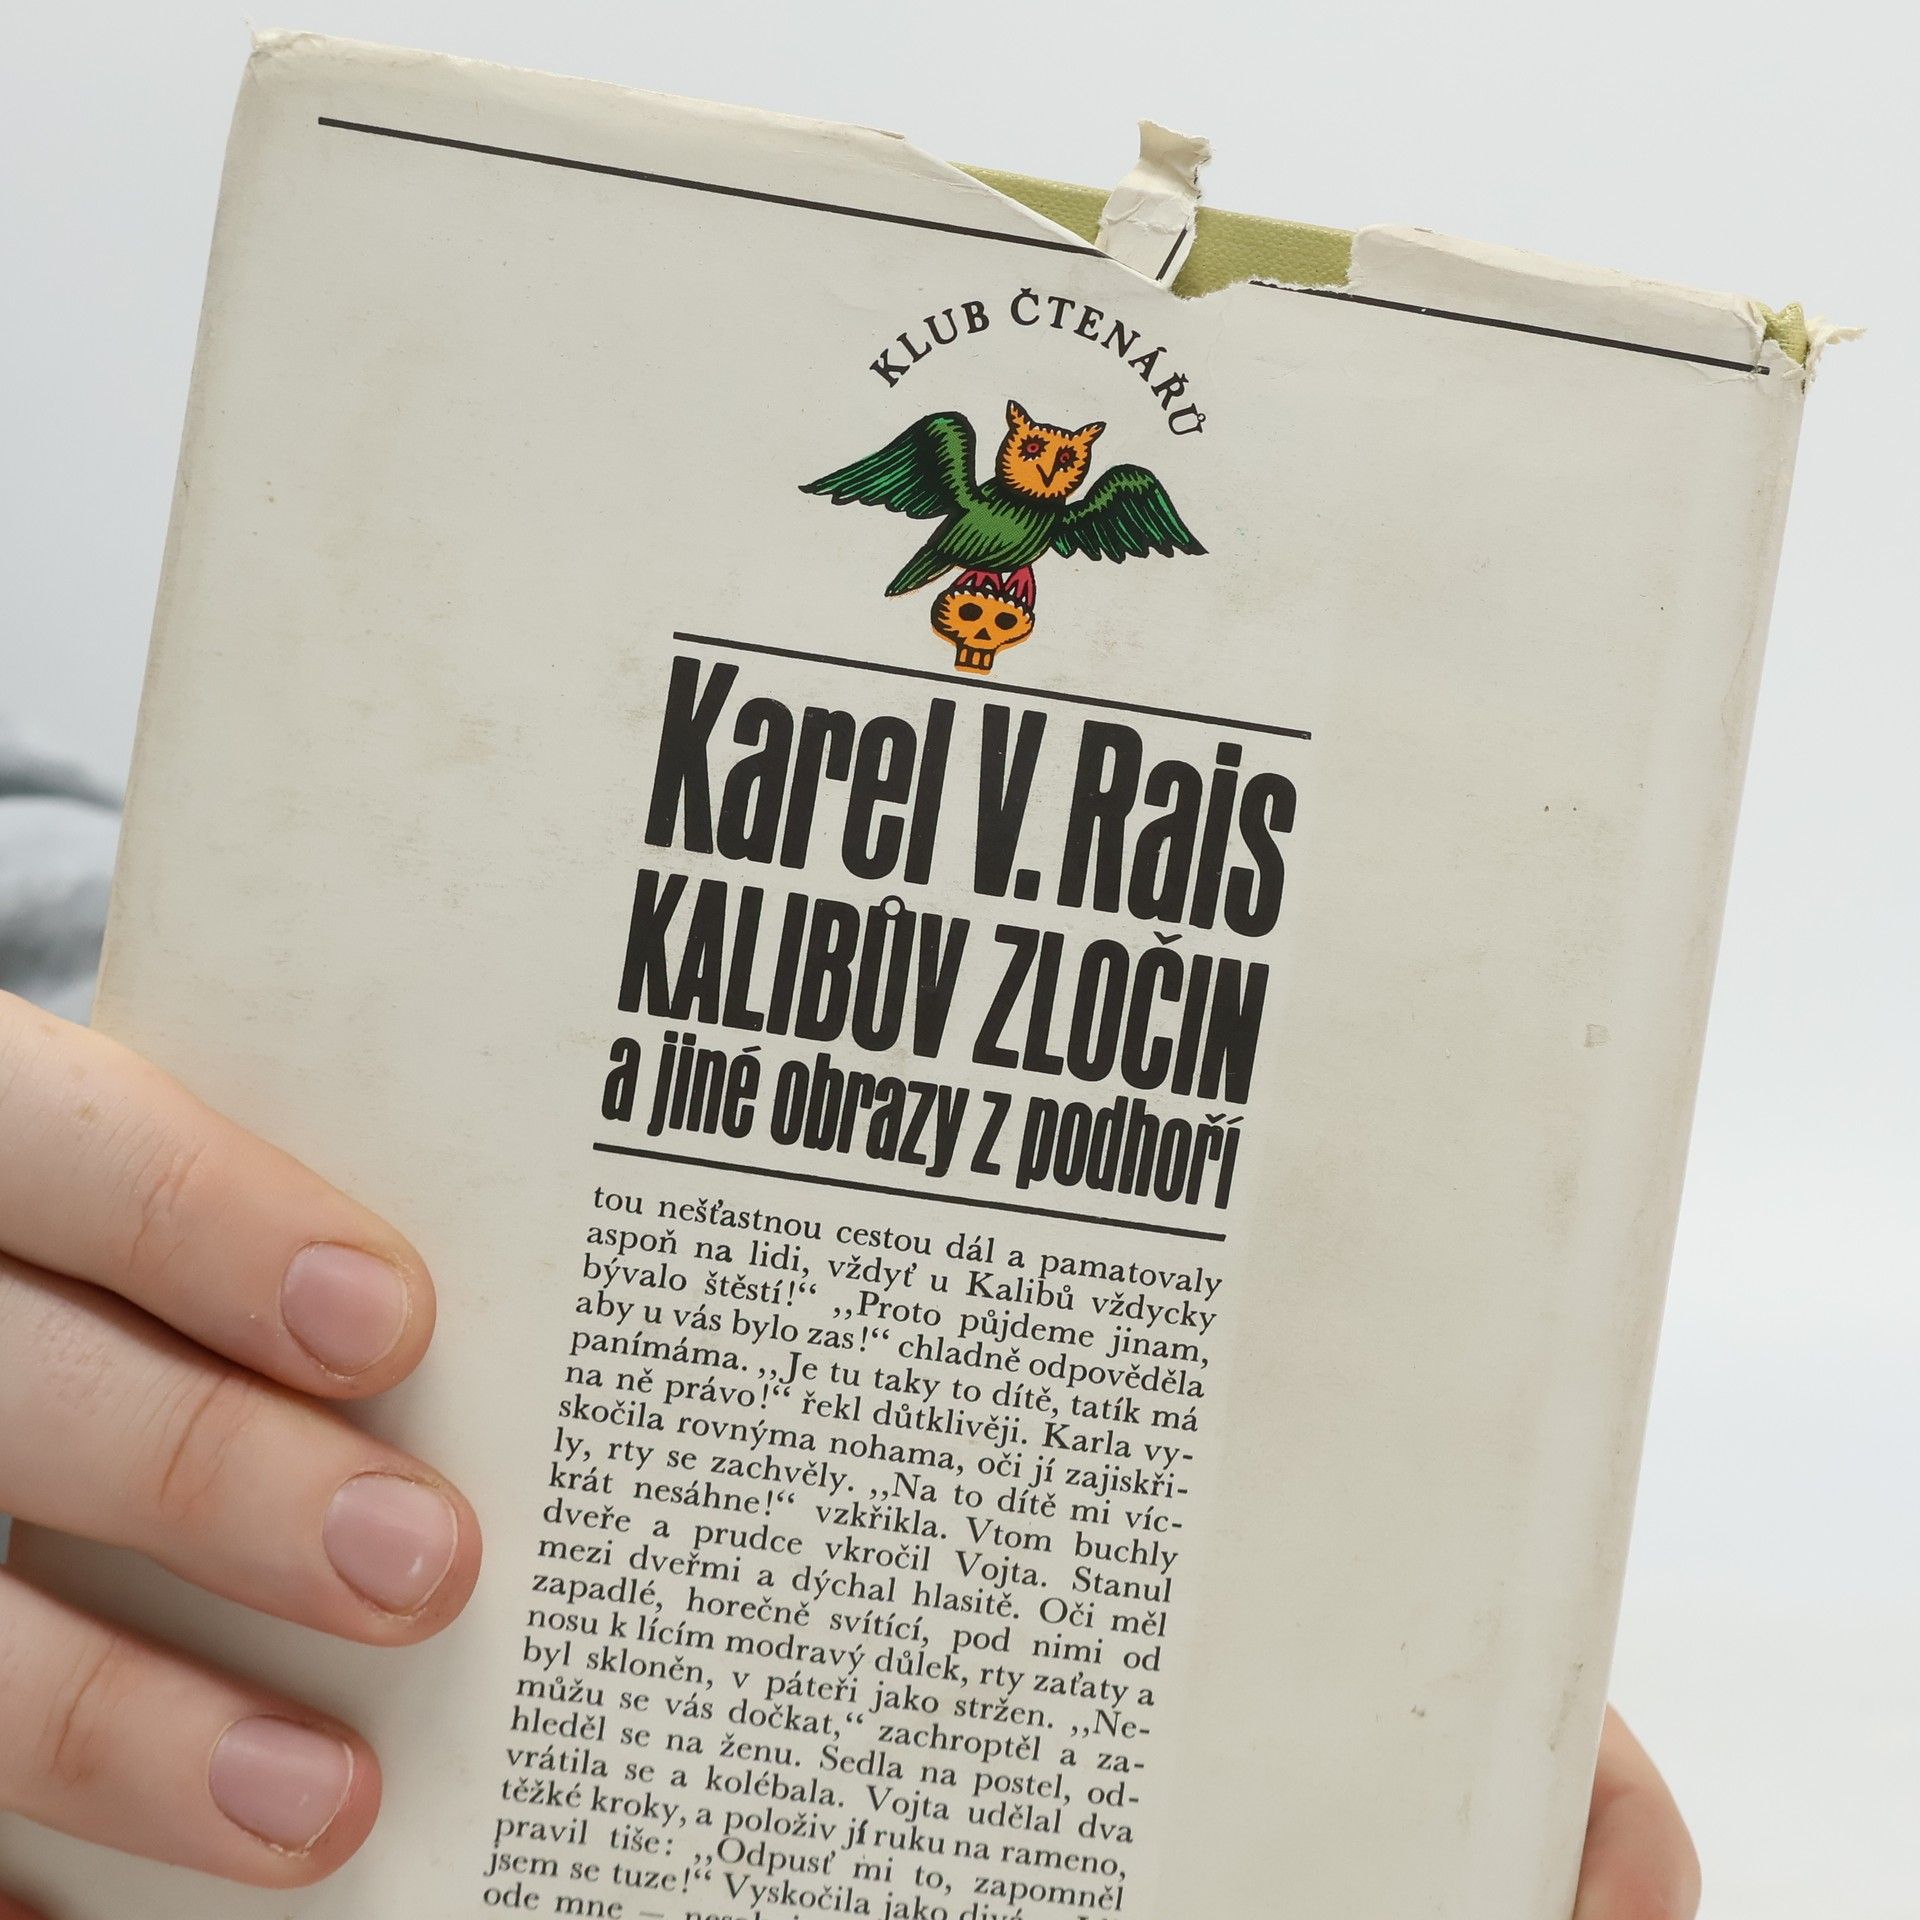 KLUB ČTENÁŘŮ
Karel V. Rais
KALIBŮV ZLOČIN
a jiné obrazy z podhoří
tou nešťastnou cestou dál a pamatovaly
aspoň na lidi, vždyť u Kalibů vždycky
bývalo štěstí!“ „Proto půjdeme jinam,
aby u vás bylo zas!“ chladně odpověděla
panímáma. „Je tu taky to dítě, tatík má
na ně právo!“ řekl důtklivěji. Karla vy-
skočila rovnýma nohama, oči jí zajiskři-
ly, rty se zachvěly. „Na to dítě mi víc-
krát nesáhne!“ vzkřikla. Vtom buchly
dveře a prudce vkročil Vojta. Stanul
mezi dveřmi a dýchal hlasitě. Oči měl
zapadlé, horečně svítící, pod nimi od
nosu k lícím modravý důlek, rty zaťaty a
byl skloněn, v páteři jako stržen. „Ne-
můžu se vás dočkat,“ zachroptěl a za-
hleděl se na ženu. Sedla na postel, od-
vrátila se a kolébala. Vojta udělal dva
těžké kroky, a položiv jí ruku na rameno,
pravil tiše: „Odpusť mi to, zapomněl
jsem se tuze!“ Vyskočila jako
ode mne —